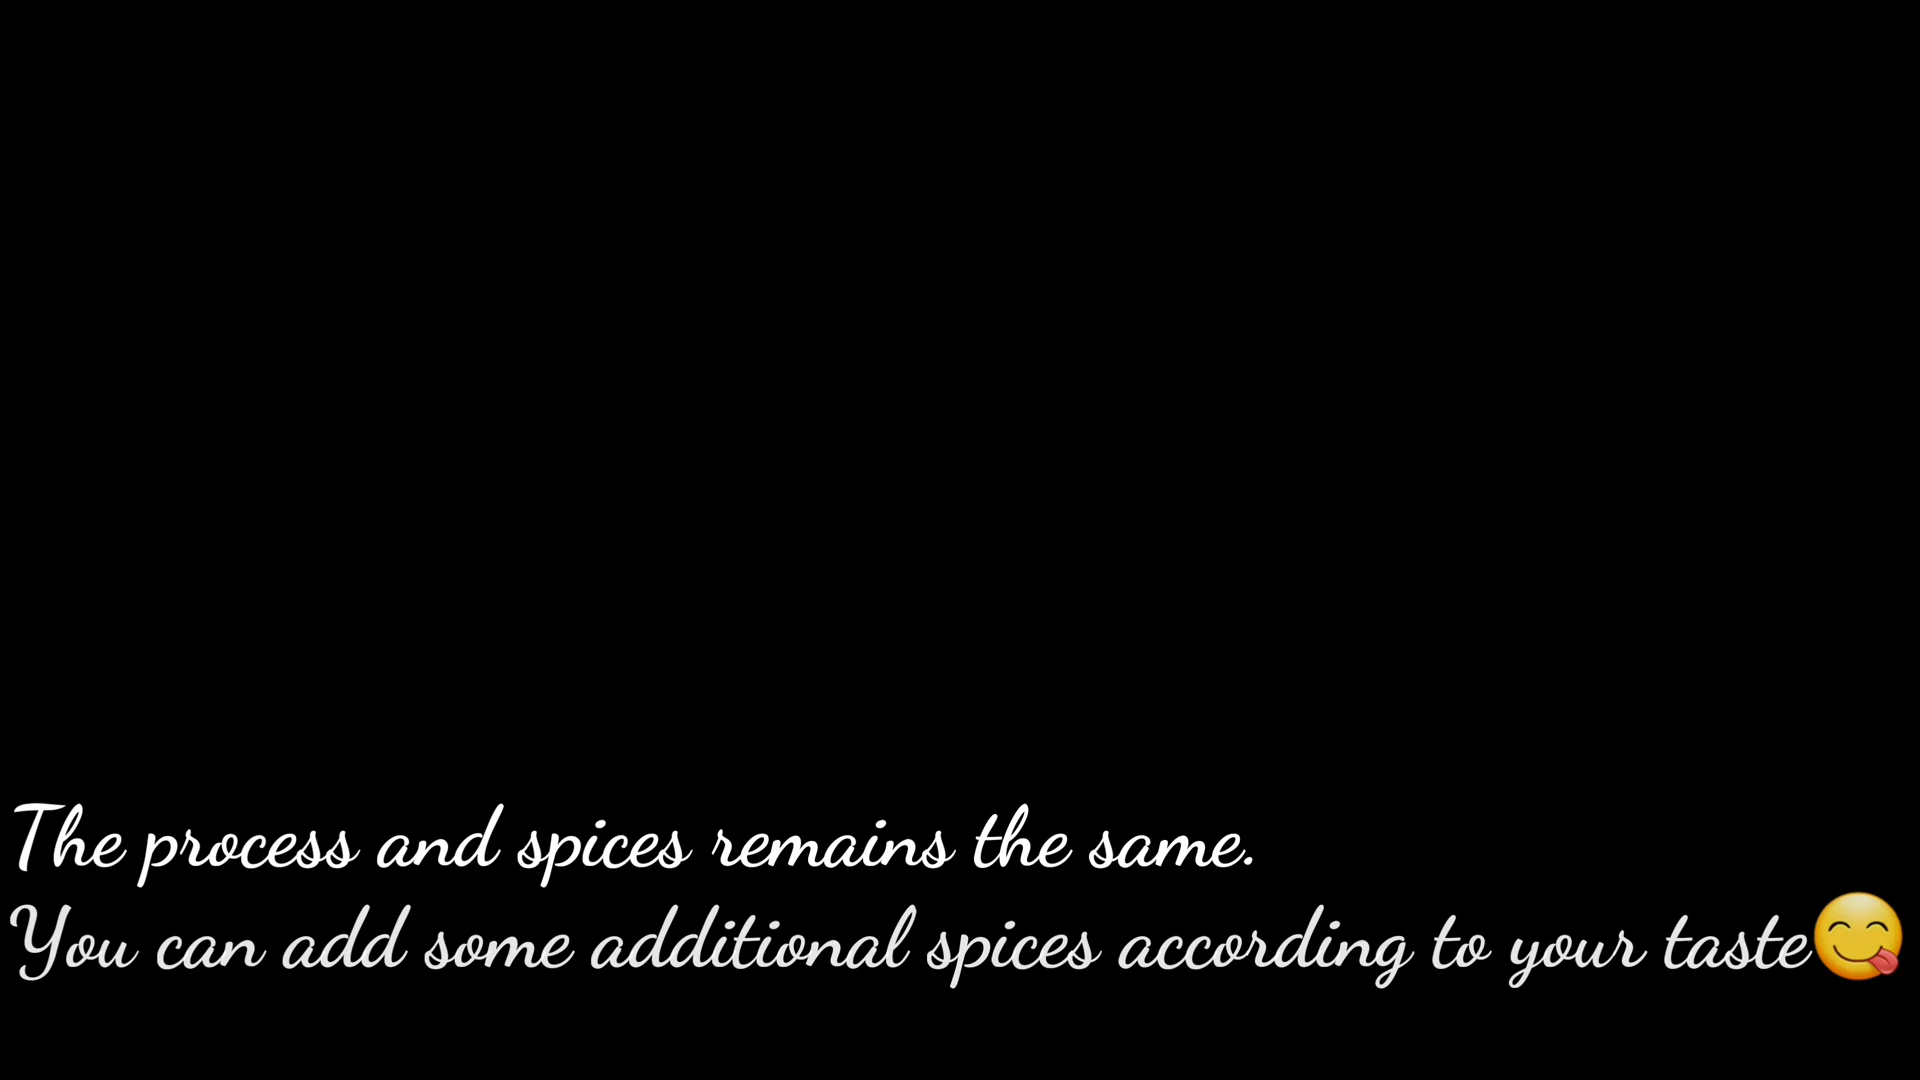 The process and spices remains the same.
You can add some additional spices according to your taste😋